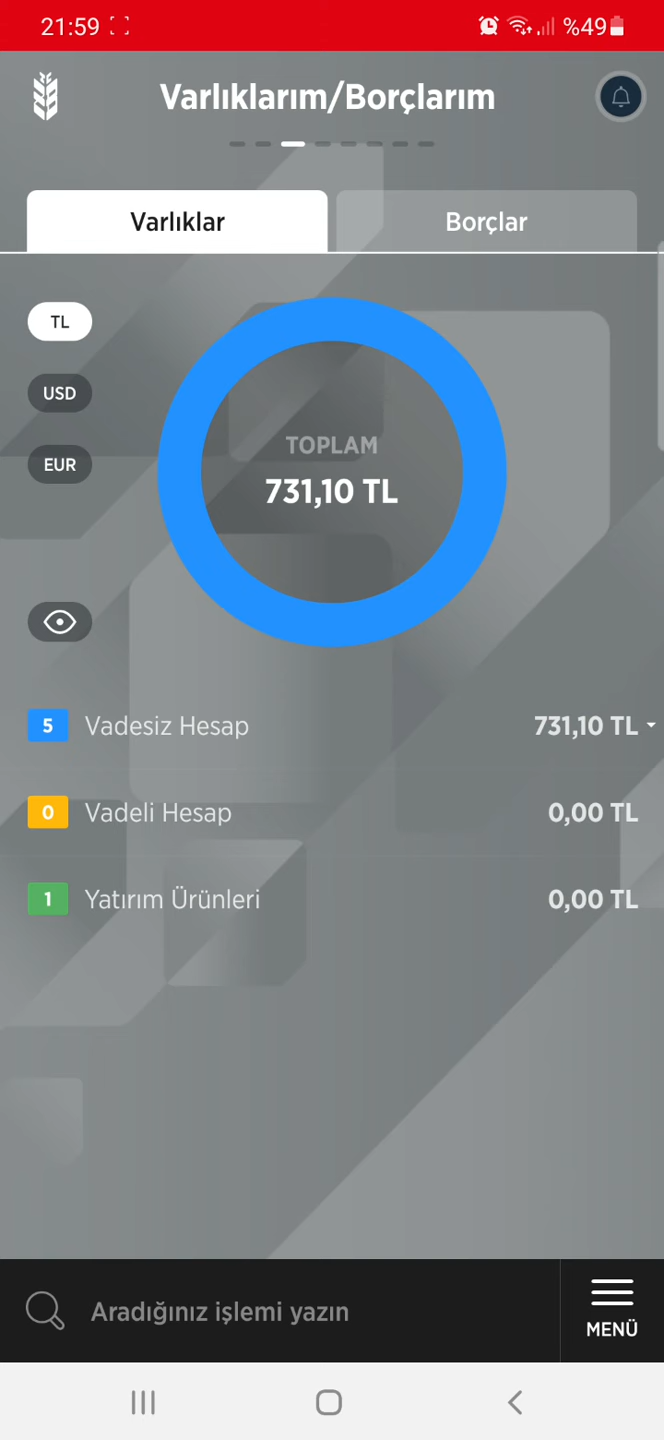 21:59
%49
Varlıklarım/Borçlarım
Varlıklar
Borçlar
TL
USD
EUR
TOPLAM
731,10 TL
5 Vadesiz Hesap 731,10 TL
0 Vadeli Hesap 0,00 TL
1 Yatırım Ürünleri 0,00 TL
Aradığınız işlemi yazın
MENÜ